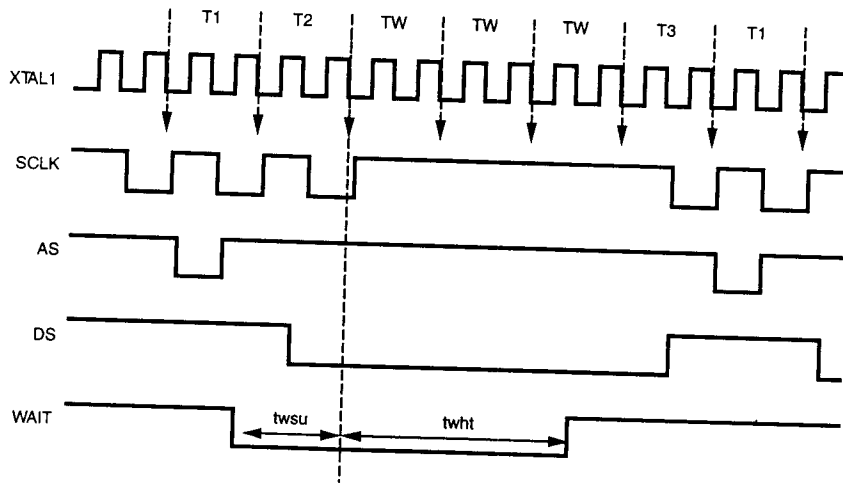 T1 T2 TW TW TW T3 T1
XTAL1
SCLK
AS
DS
WAIT
twsu twht